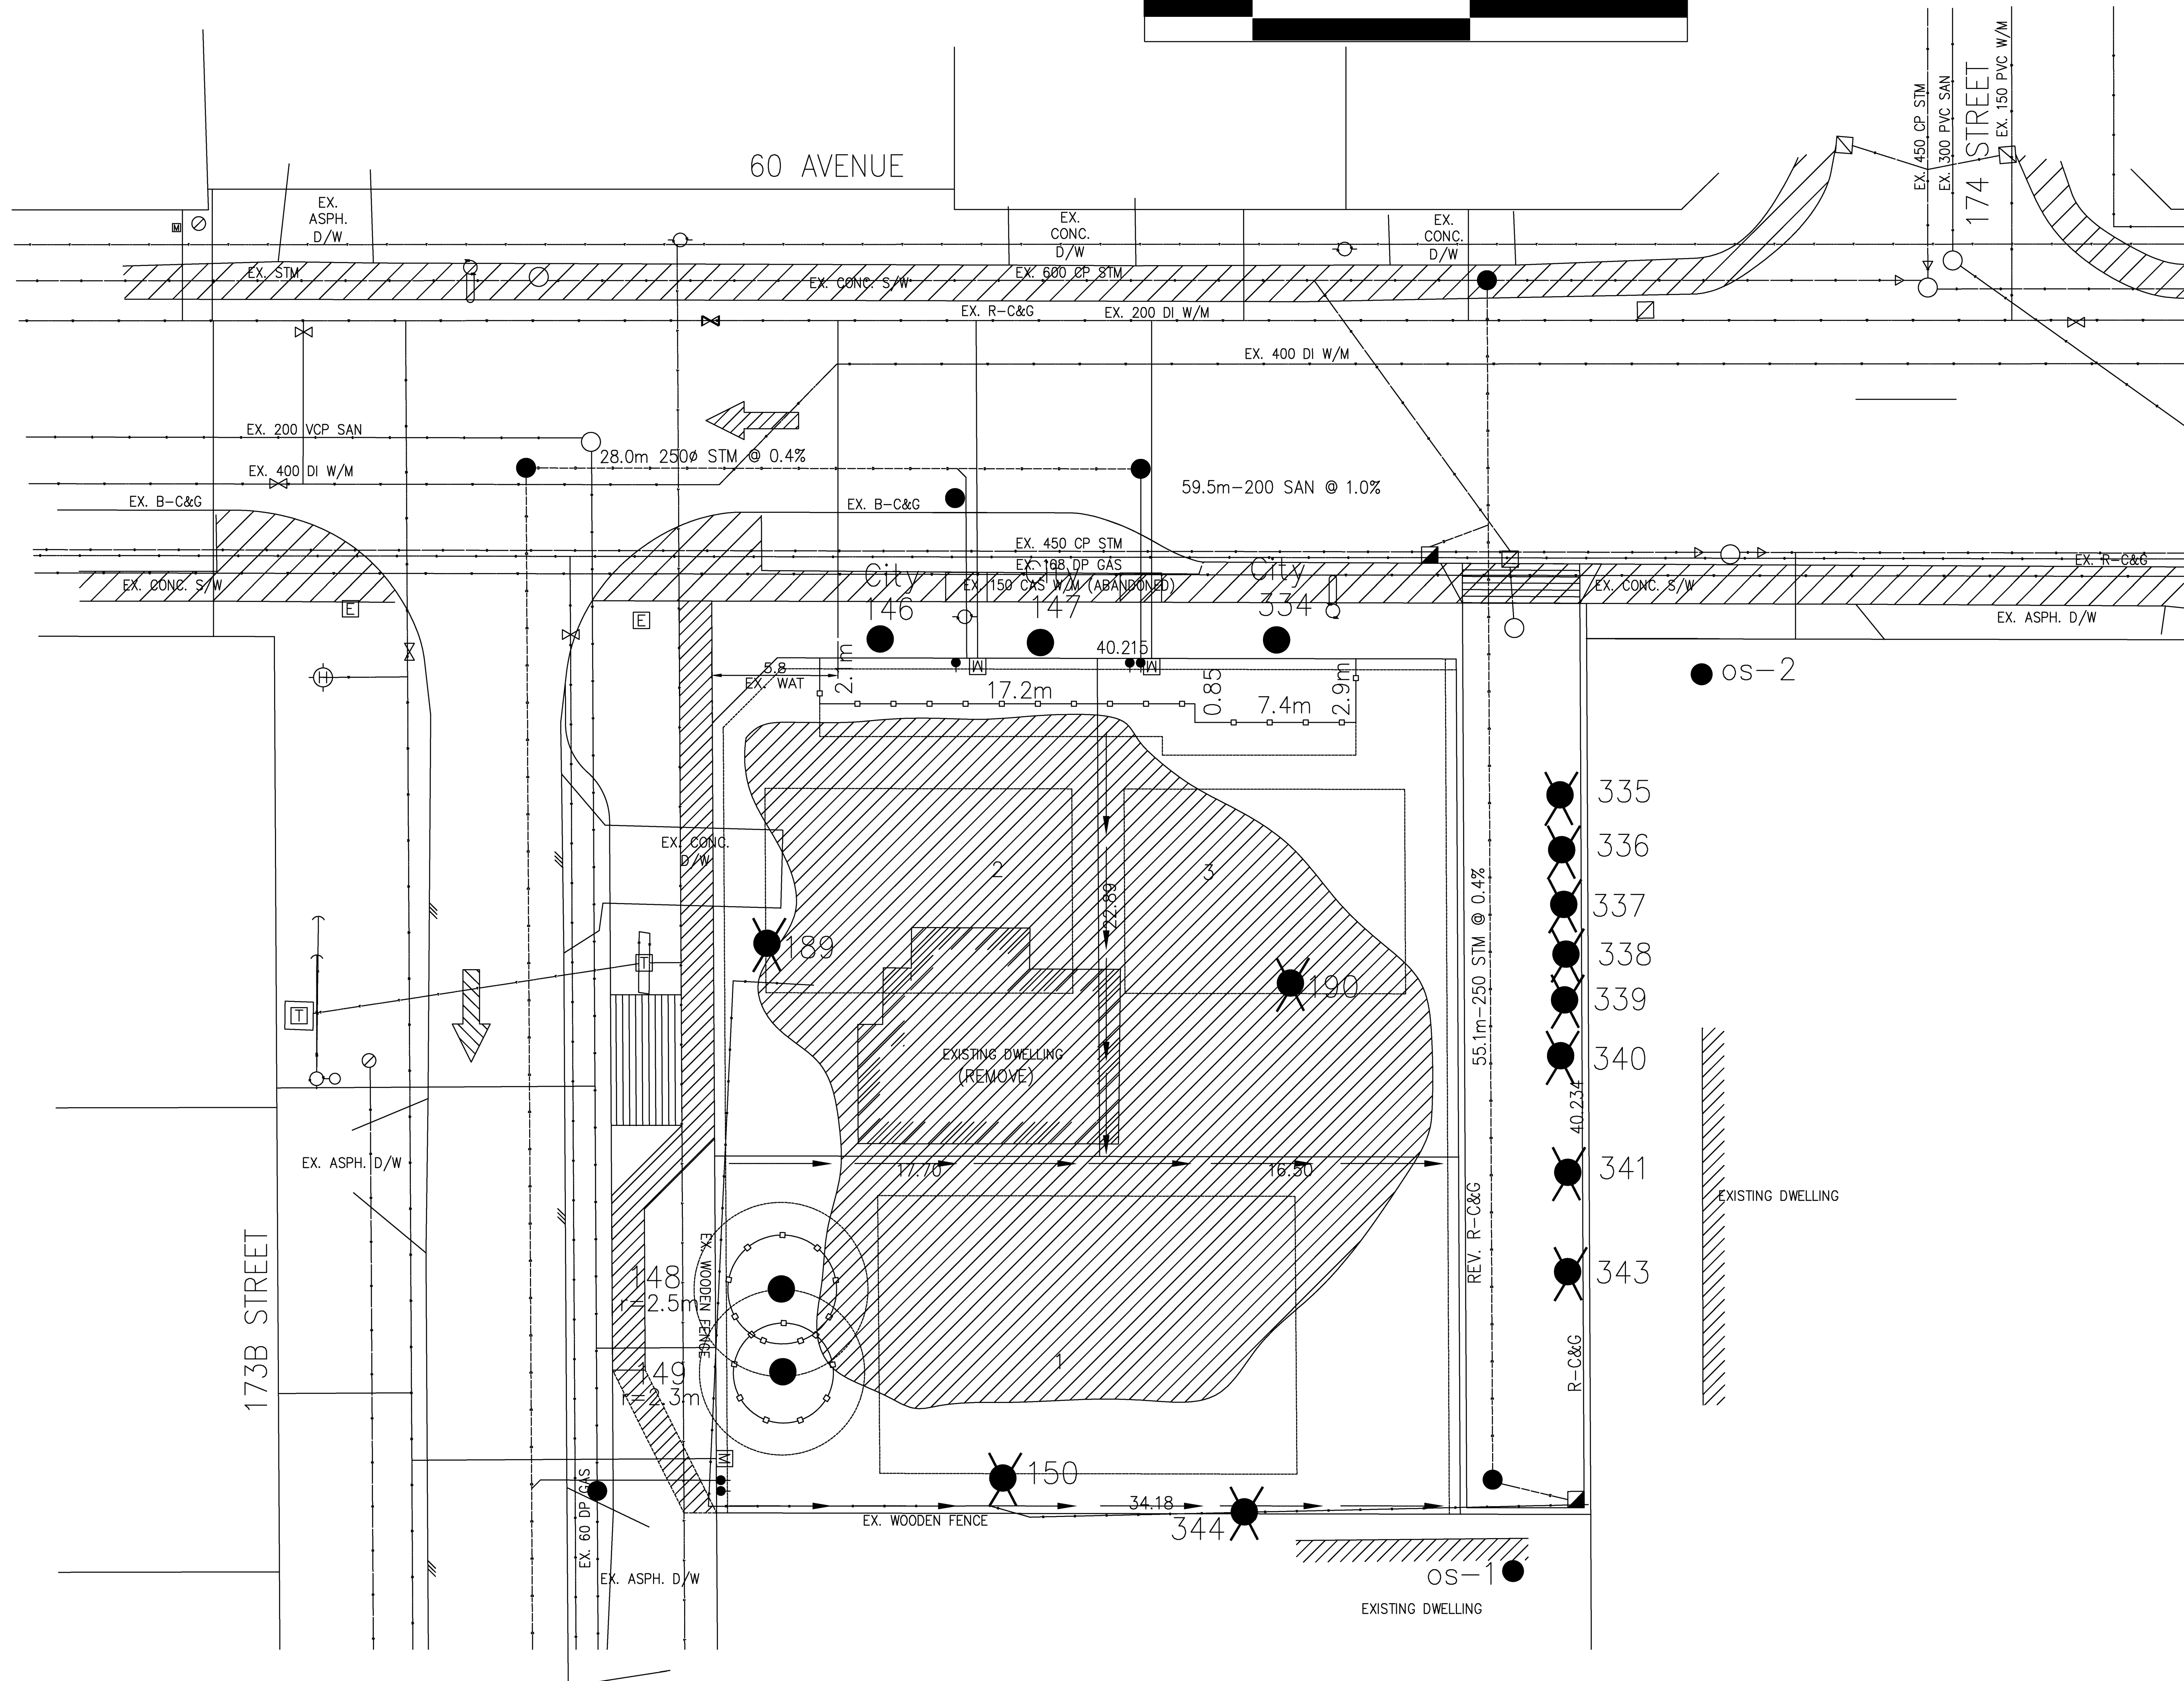 60 AVENUE
EX. 450 CP STM
EX. 300 PVC SAN
174 STREET
EX. 150 PVC W/M
EX.
ASPH.
D/W
EX.
CONC.
D/W
EX.
CONC.
D/W
M
EX. STM
EX. CONC. S/W
EX. 600 CP STM
EX. R-C&G
EX. 200 DI W/M
EX. 400 DI W/M
EX. 200 VCP SAN
28.0m 250ø STM @ 0.4%
EX. 400 DI W/M
59.5m-200 SAN @ 1.0%
EX. B-C&G
EX. B-C&G
EX. 450 CP STM
EX. 168 DP GAS
EX. 150 CAS W/M (ABANDONED)
EX. R-C&G
EX. CONC. S/W
EX. CONC. S/W
City
146
City
147
City
334
E
E
EX. ASPH. D/W
H
40.215
M
M
5.8
EX. WAT
2.1m
17.2m
0.85
7.4m
2.9m
os-2
335
336
337
338
339
340
341
343
EX. CONC.
D/W
2
3
22.89
189
190
55.1m-250 STM @ 0.4%
T
T
EXISTING DWELLING
(REMOVE)
40.234
EX. ASPH. D/W
17.70
16.50
EXISTING DWELLING
173B STREET
EX. WOODEN FENCE
148
r=2.5m
149
r=2.3m
1
REV. R-C&G
R-C&G
M
150
34.18
344
EX. WOODEN FENCE
EX. 60 DP GAS
EX. ASPH. D/W
os-1
EXISTING DWELLING